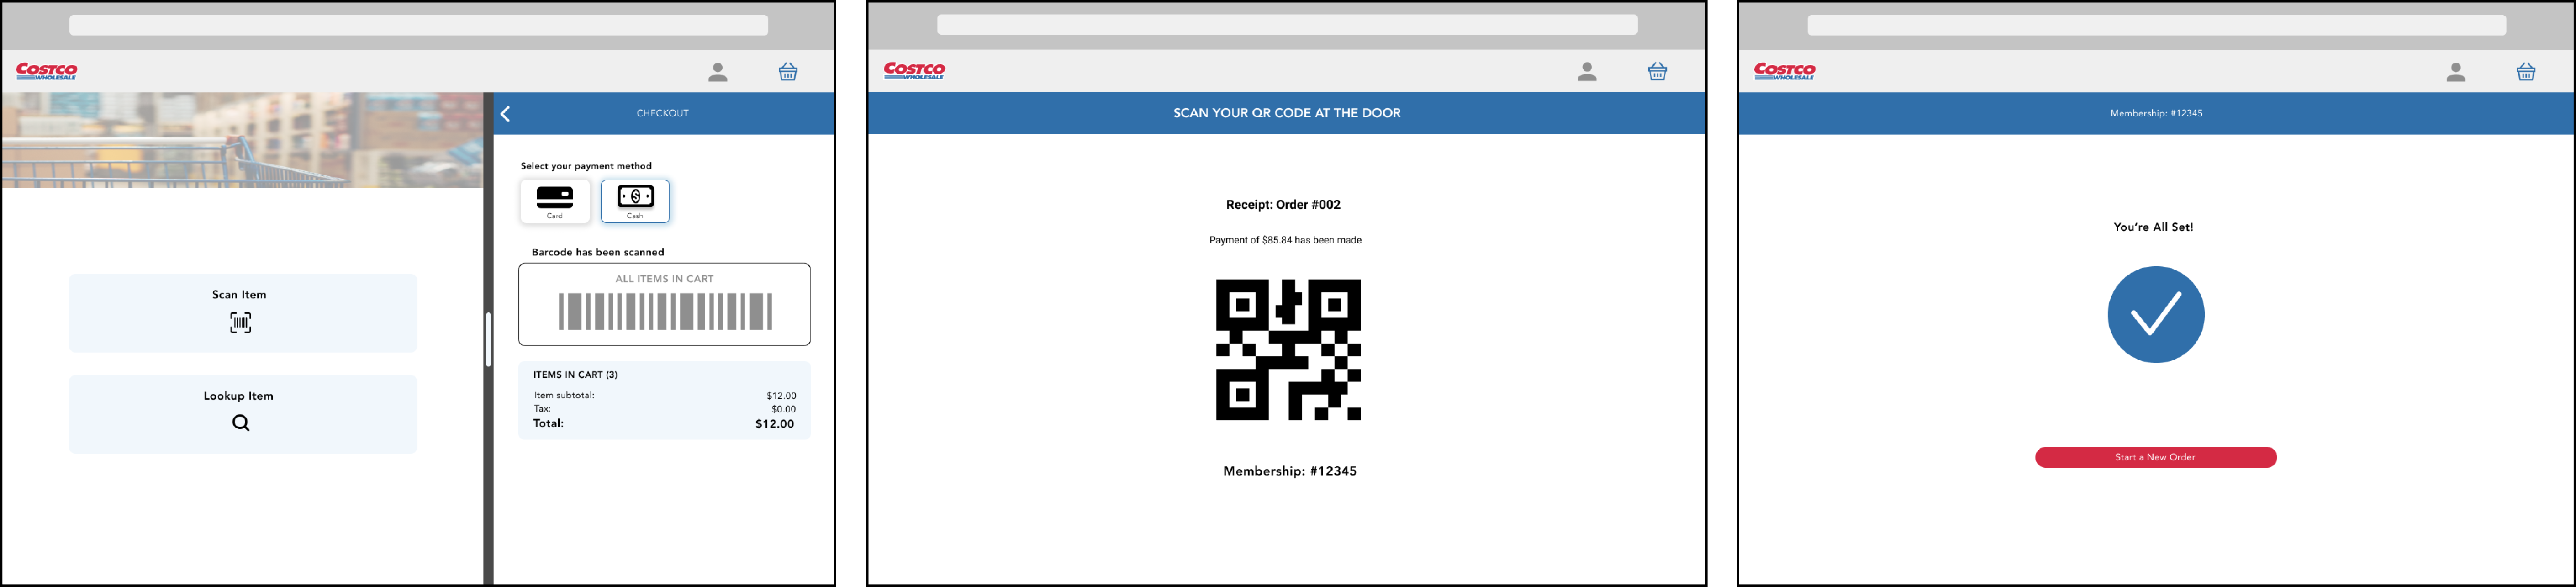 COSTCO
WHOLESALE
CHECKOUT
Select your payment method
Card
Cash
Barcode has been scanned
ALL ITEMS IN CART
ITEMS IN CART (3)
Item subtotal: $12.00
Tax: $0.00
Total: $12.00
Scan Item
Lookup Item
COSTCO
WHOLESALE
SCAN YOUR QR CODE AT THE DOOR
Receipt: Order #002
Payment of $85.84 has been made
Membership: #12345
COSTCO
WHOLESALE
Membership: #12345
You're All Set!
Start a New Order